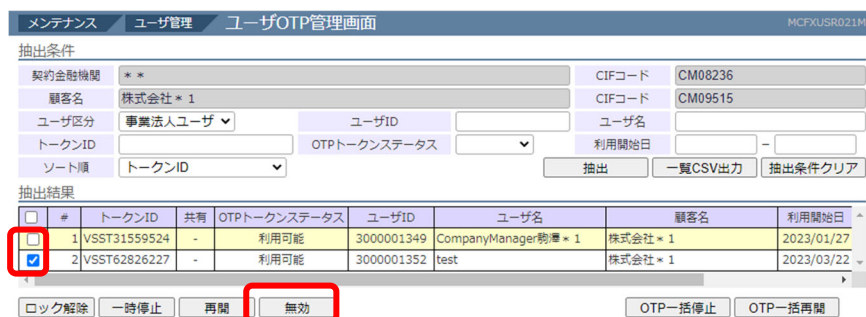 メンテナンス ユーザ管理 ユーザOTP管理画面 MCFXUSR021M
抽出条件
契約金融機関 ＊＊ CIFコード CM08236
顧客名 株式会社＊1 CIFコード CM09515
ユーザ区分 事業法人ユーザ ユーザID ユーザ名
トークンID OTPトークンステータス 利用開始日 –
ソート順 トークンID 抽出 一覧CSV出力 抽出条件クリア
抽出結果
# トークンID 共有 OTPトークンステータス ユーザID ユーザ名 顧客名 利用開始日
1 VSST31559524 - 利用可能 3000001349 CompanyManager駒澤＊1 株式会社＊1 2023/01/27
2 VSST62826227 - 利用可能 3000001352 test 株式会社＊1 2023/03/22
ロック解除 一時停止 再開 無効 OTP一括停止 OTP一括再開